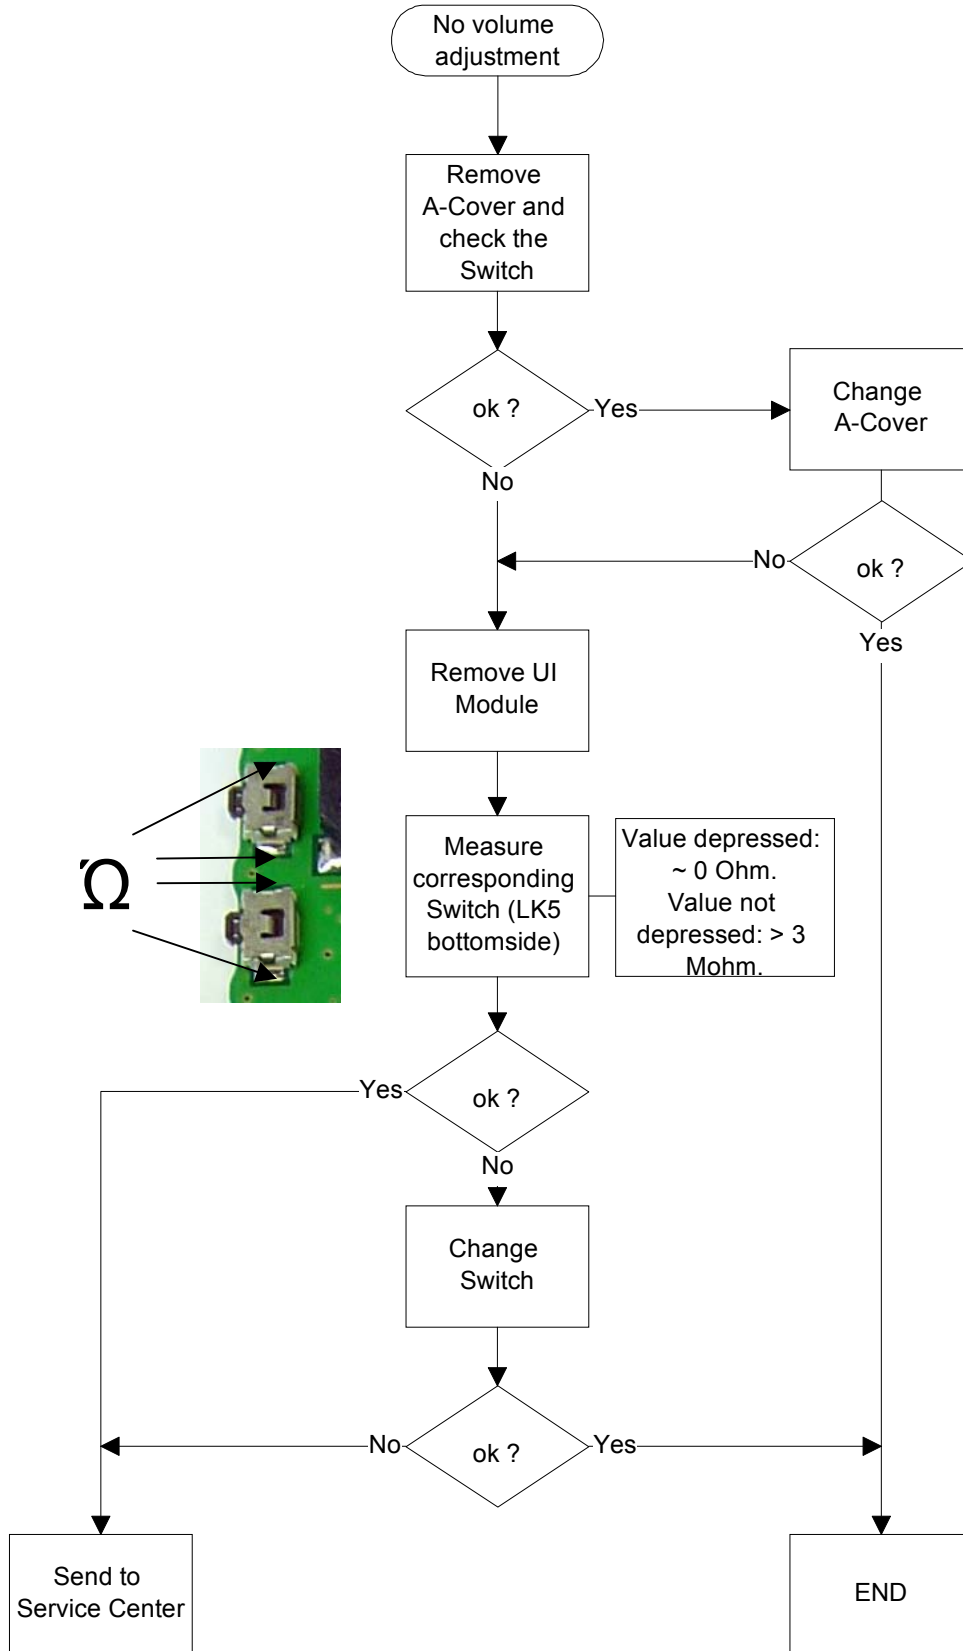 No volume
adjustment
Remove
A-Cover and
check the
Switch
ok ?
Yes
Change
A-Cover
No
No
ok ?
Yes
Remove UI
Module
Ω
Measure
corresponding
Switch (LK5
bottomside)
Value depressed:
~ 0 Ohm.
Value not
depressed: > 3
Mohm.
Yes
ok ?
No
Change
Switch
No
ok ?
Yes
Send to
Service Center
END